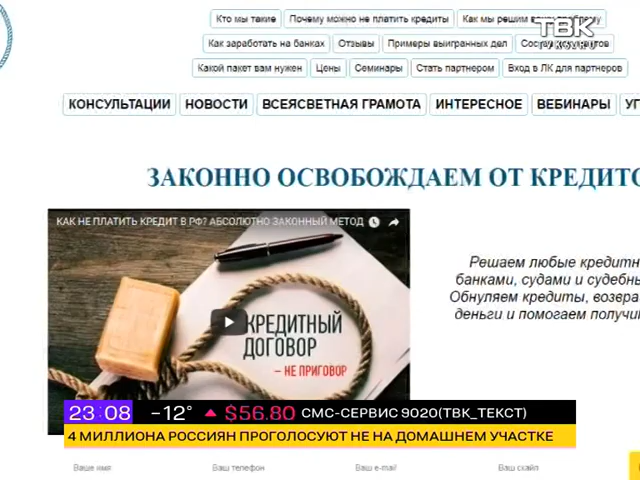 Кто мы такие
Почему можно не платить кредиты
Как мы решим вашу проблему
ТВК
Как заработать на банках
Отзывы
Примеры выигранных дел
Какой пакет вам нужен
Цены
Семинары
Стать партнером
Вход в ЛК для партнеров
КОНСУЛЬТАЦИИ
НОВОСТИ
ВСЕЯСВЕТНАЯ ГРАМОТА
ИНТЕРЕСНОЕ
ВЕБИНАРЫ
УП
ЗАКОННО ОСВОБОЖДАЕМ ОТ КРЕДИТО
КАК НЕ ПЛАТИТЬ КРЕДИТ В РФ? АБСОЛЮТНО ЗАКОННЫЙ МЕТОД
Решаем любые кредитн
банками, судами и судебны
Обнуляем кредиты, возвра
деньги и помогаем получи
КРЕДИТНЫЙ
ДОГОВОР
– НЕ ПРИГОВОР
23:08 –12° $56.80 СМС-СЕРВИС 9020(ТВК_ТЕКСТ)
4 МИЛЛИОНА РОССИЯН ПРОГОЛОСУЮТ НЕ НА ДОМАШНЕМ УЧАСТКЕ
Ваше имя
Ваш телефон
Ваш e-mail
Ваш скайп